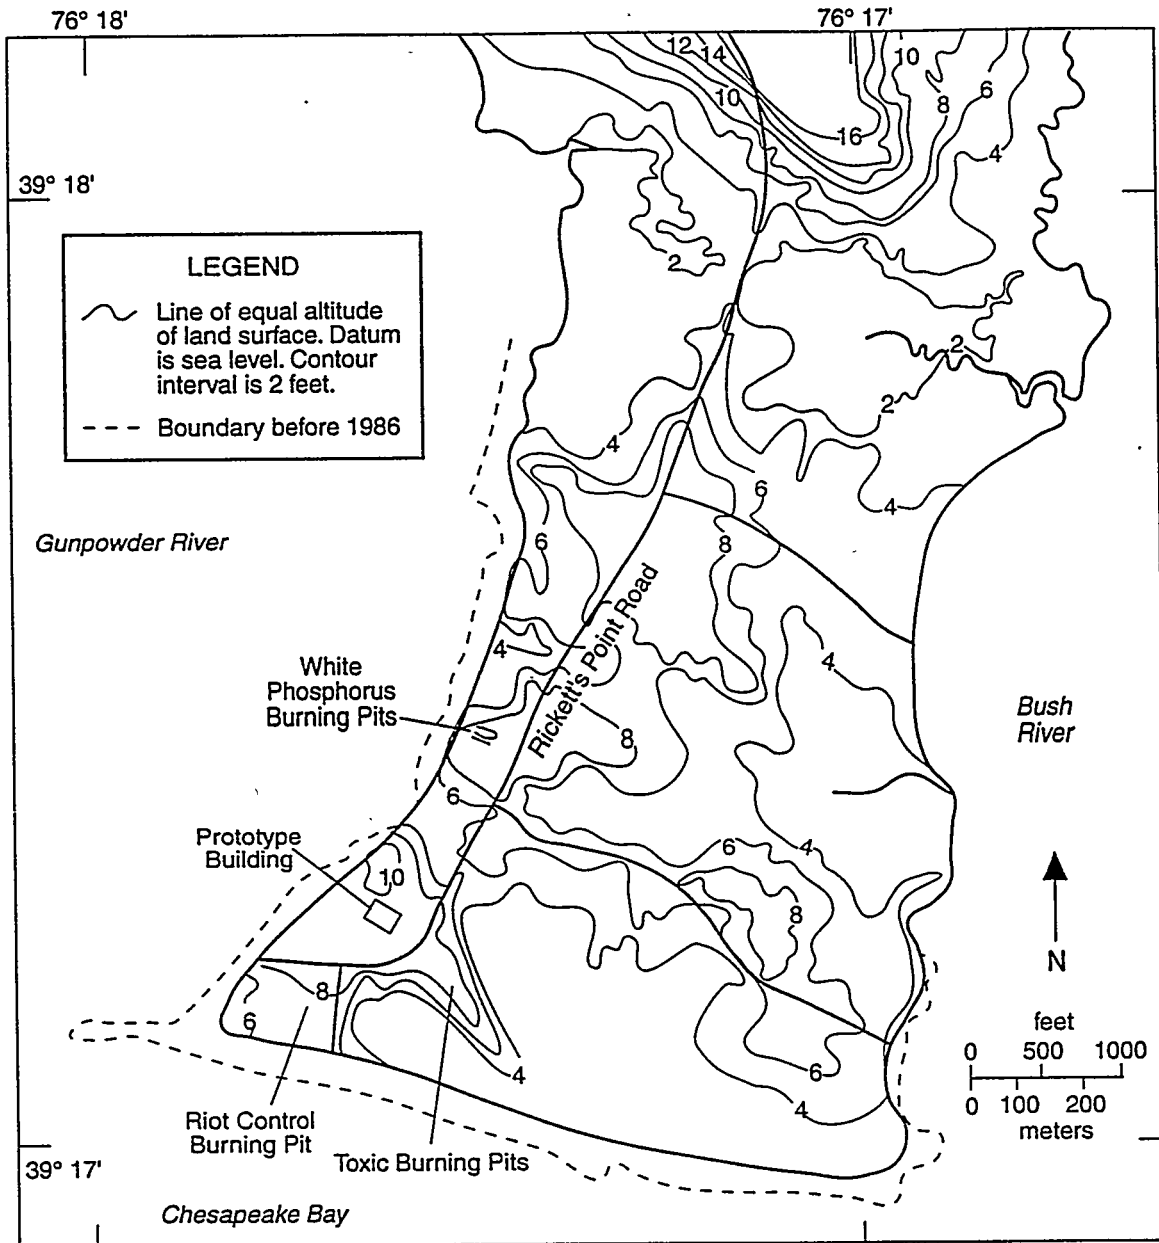 76° 18'
76° 17'
12
14
10
10
8
6
16
4
39° 18'
LEGEND
Line of equal altitude
of land surface. Datum
is sea level. Contour
interval is 2 feet.
Boundary before 1986
2
2
2
4
6
4
6
8
Gunpowder River
Rickett's Point Road
4
4
White
Phosphorus
Burning Pits
8
Bush
River
6
Prototype
Building
6
4
10
8
N
8
6
feet
0 500 1000
0 100 200
meters
4
6
4
Riot Control
Burning Pit
Toxic Burning Pits
39° 17'
Chesapeake Bay